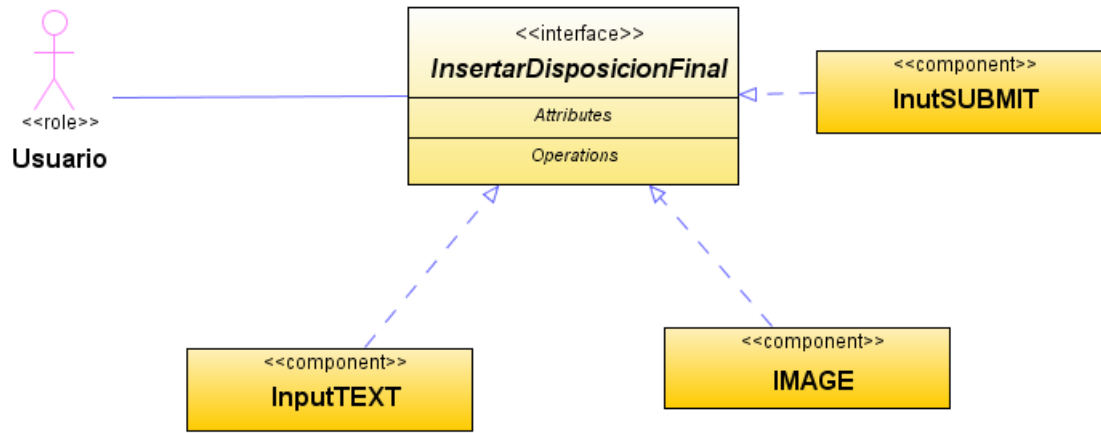 <<interface>>
InsertarDisposicionFinal
Attributes
Operations
<<component>>
InutSUBMIT
<<role>>
Usuario
<<component>>
InputTEXT
<<component>>
IMAGE